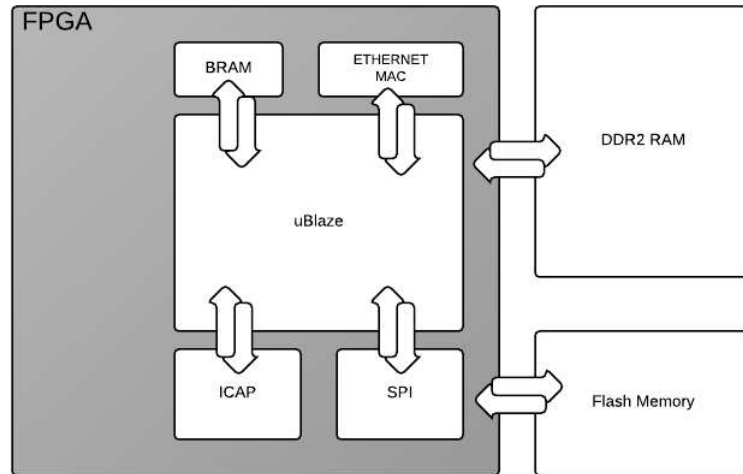 FPGA
BRAM
ETHERNET
MAC
DDR2 RAM
uBlaze
ICAP
SPI
Flash Memory